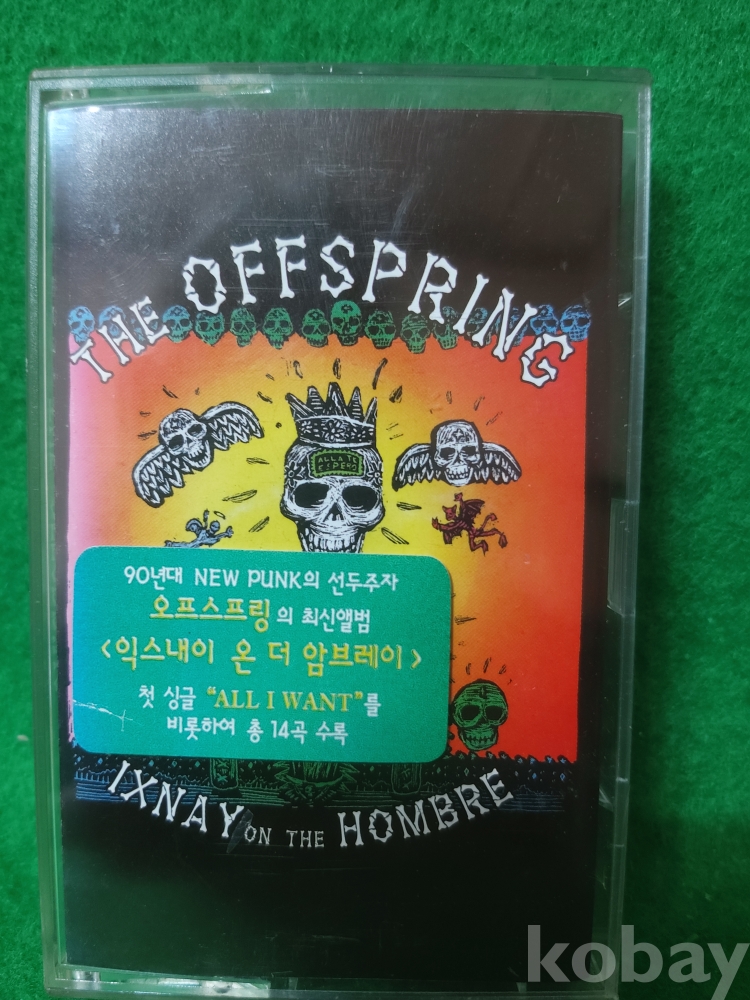 THE OFFSPRING
ALLA TE
ESPERO
90년대 NEW PUNK의 선두주자
오프스프링의 최신앨범
<익스내이 온 더 암브레이>
첫 싱글 "ALL I WANT"를
비롯하여 총 14곡 수록
IXNAY ON THE HOMBRE
kobay